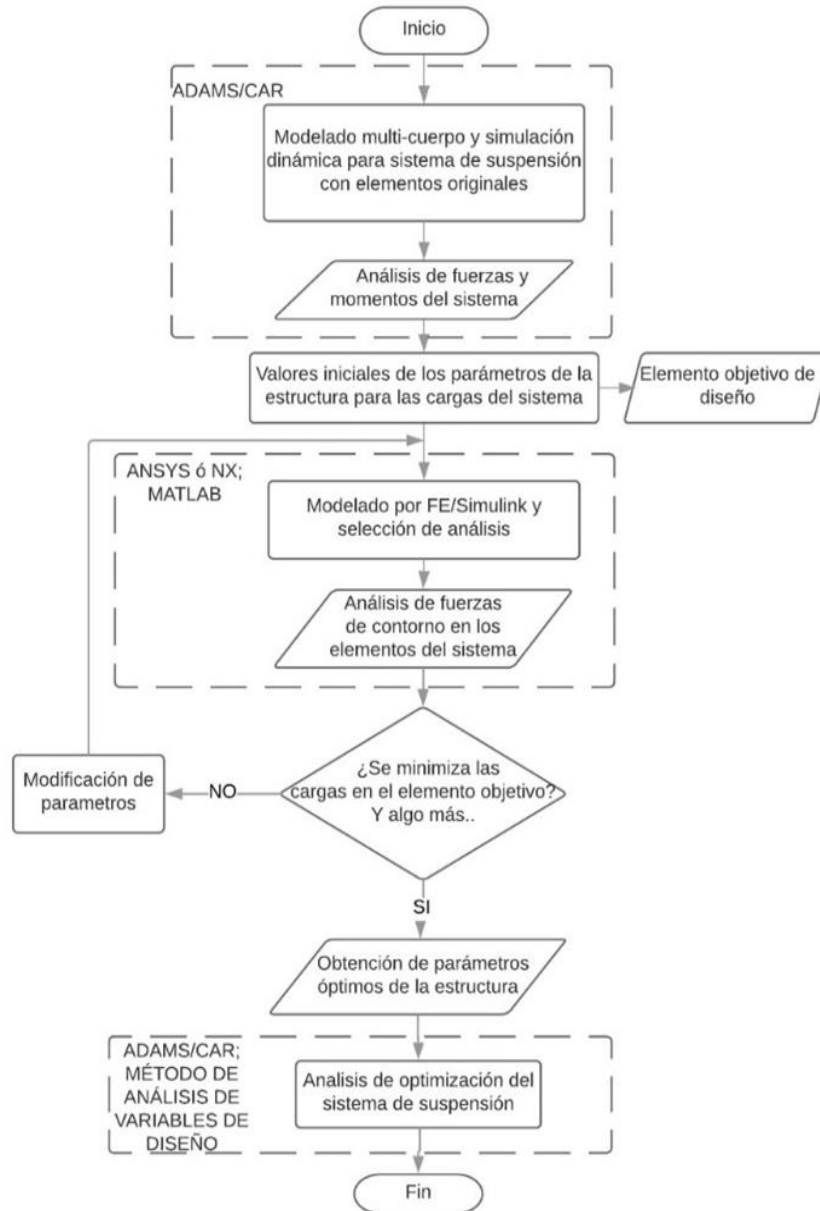 Inicio
ADAMS/CAR
Modelado multi-cuerpo y simulación
dinámica para sistema de suspensión
con elementos originales
Análisis de fuerzas y
momentos del sistema
Valores iniciales de los parámetros de la
estructura para las cargas del sistema
Elemento objetivo de
diseño
ANSYS ó NX;
MATLAB
Modelado por FE/Simulink y
selección de análisis
Análisis de fuerzas
de contorno en los
elementos del sistema
¿Se minimiza las
cargas en el elemento objetivo?
Y algo más..
NO
Modificación de
parametros
SI
Obtención de parámetros
óptimos de la estructura
ADAMS/CAR;
MÉTODO DE
ANÁLISIS DE
VARIABLES DE
DISEÑO
Analisis de optimización del
sistema de suspensión
Fin